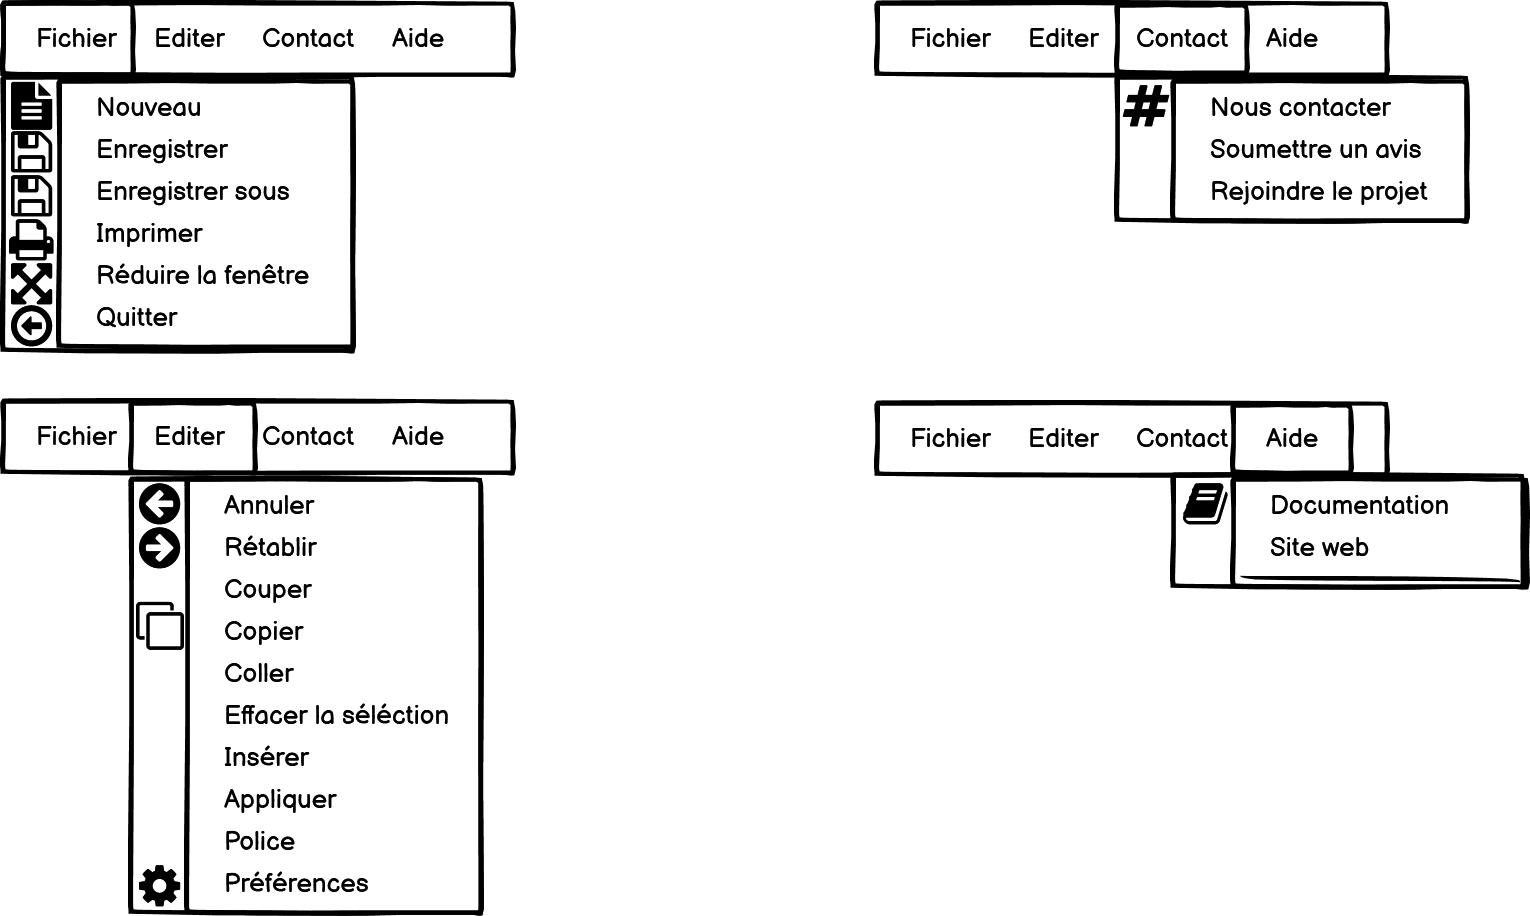 Fichier Editer Contact Aide
Nouveau
Enregistrer
Enregistrer sous
Imprimer
Réduire la fenêtre
Quitter
Fichier Editer Contact Aide
Nous contacter
Soumettre un avis
Rejoindre le projet
Fichier Editer Contact Aide
Annuler
Rétablir
Couper
Copier
Coller
Effacer la séléction
Insérer
Appliquer
Police
Préférences
Fichier Editer Contact Aide
Documentation
Site web